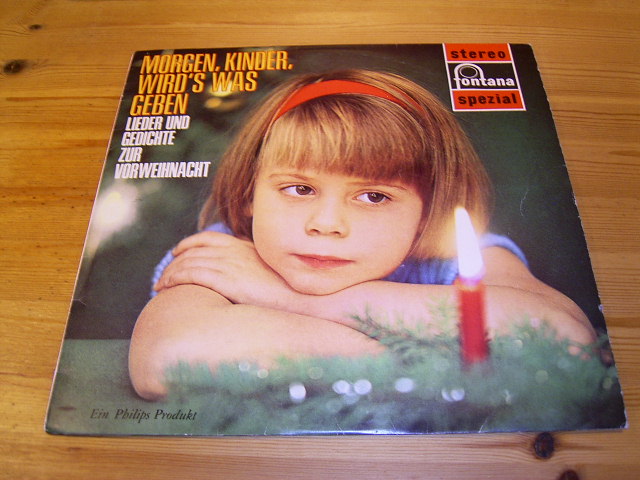 MORGEN, KINDER,
WIRD'S WAS
GEBEN
LIEDER UND
GEDICHTE
ZUR
VORWEIHNACHT
stereo
fontana
spezial
Ein Philips Produkt